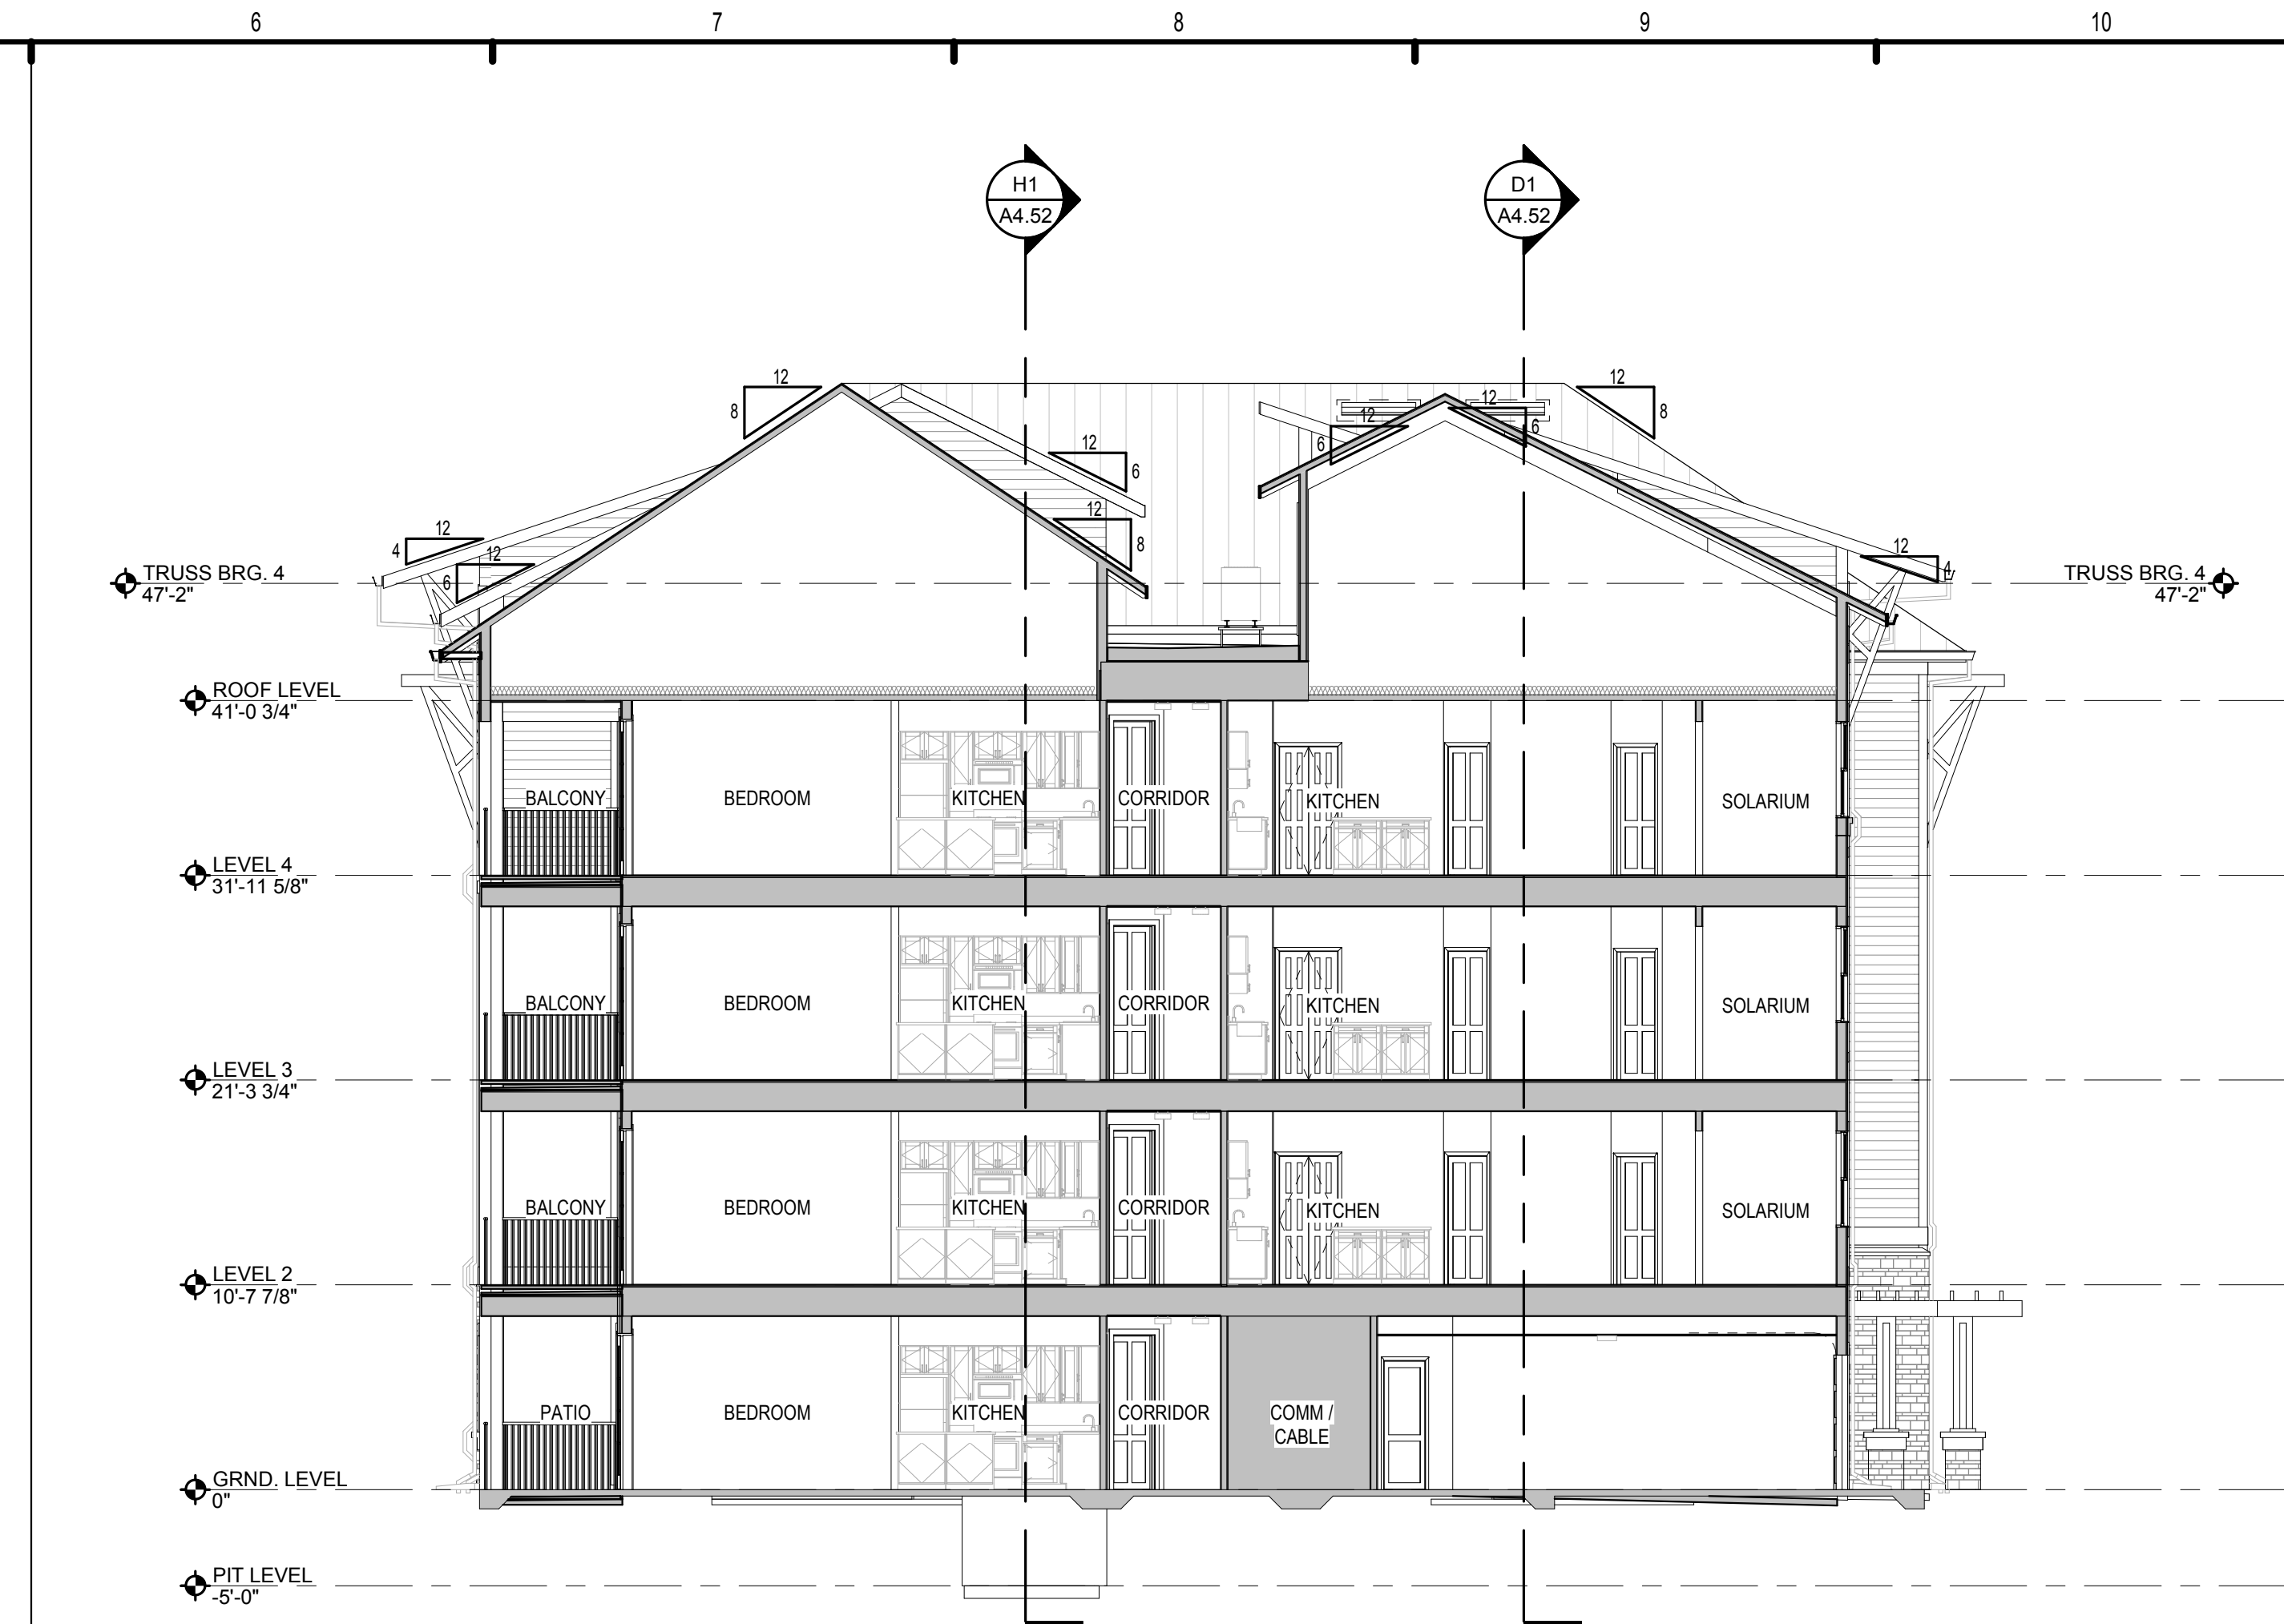 6 7 8 9 10
H1
A4.52
D1
A4.52
12
8
12
6
12
8
12
4
12
6
12
6
12
6
12
8
12
4
TRUSS BRG. 4
47'-2"
TRUSS BRG. 4
47'-2"
ROOF LEVEL
41'-0 3/4"
BALCONY BEDROOM KITCHEN CORRIDOR KITCHEN SOLARIUM
LEVEL 4
31'-11 5/8"
BALCONY BEDROOM KITCHEN CORRIDOR KITCHEN SOLARIUM
LEVEL 3
21'-3 3/4"
BALCONY BEDROOM KITCHEN CORRIDOR KITCHEN SOLARIUM
LEVEL 2
10'-7 7/8"
PATIO BEDROOM KITCHEN CORRIDOR COMM /
CABLE
GRND. LEVEL
0"
PIT LEVEL
-5'-0"